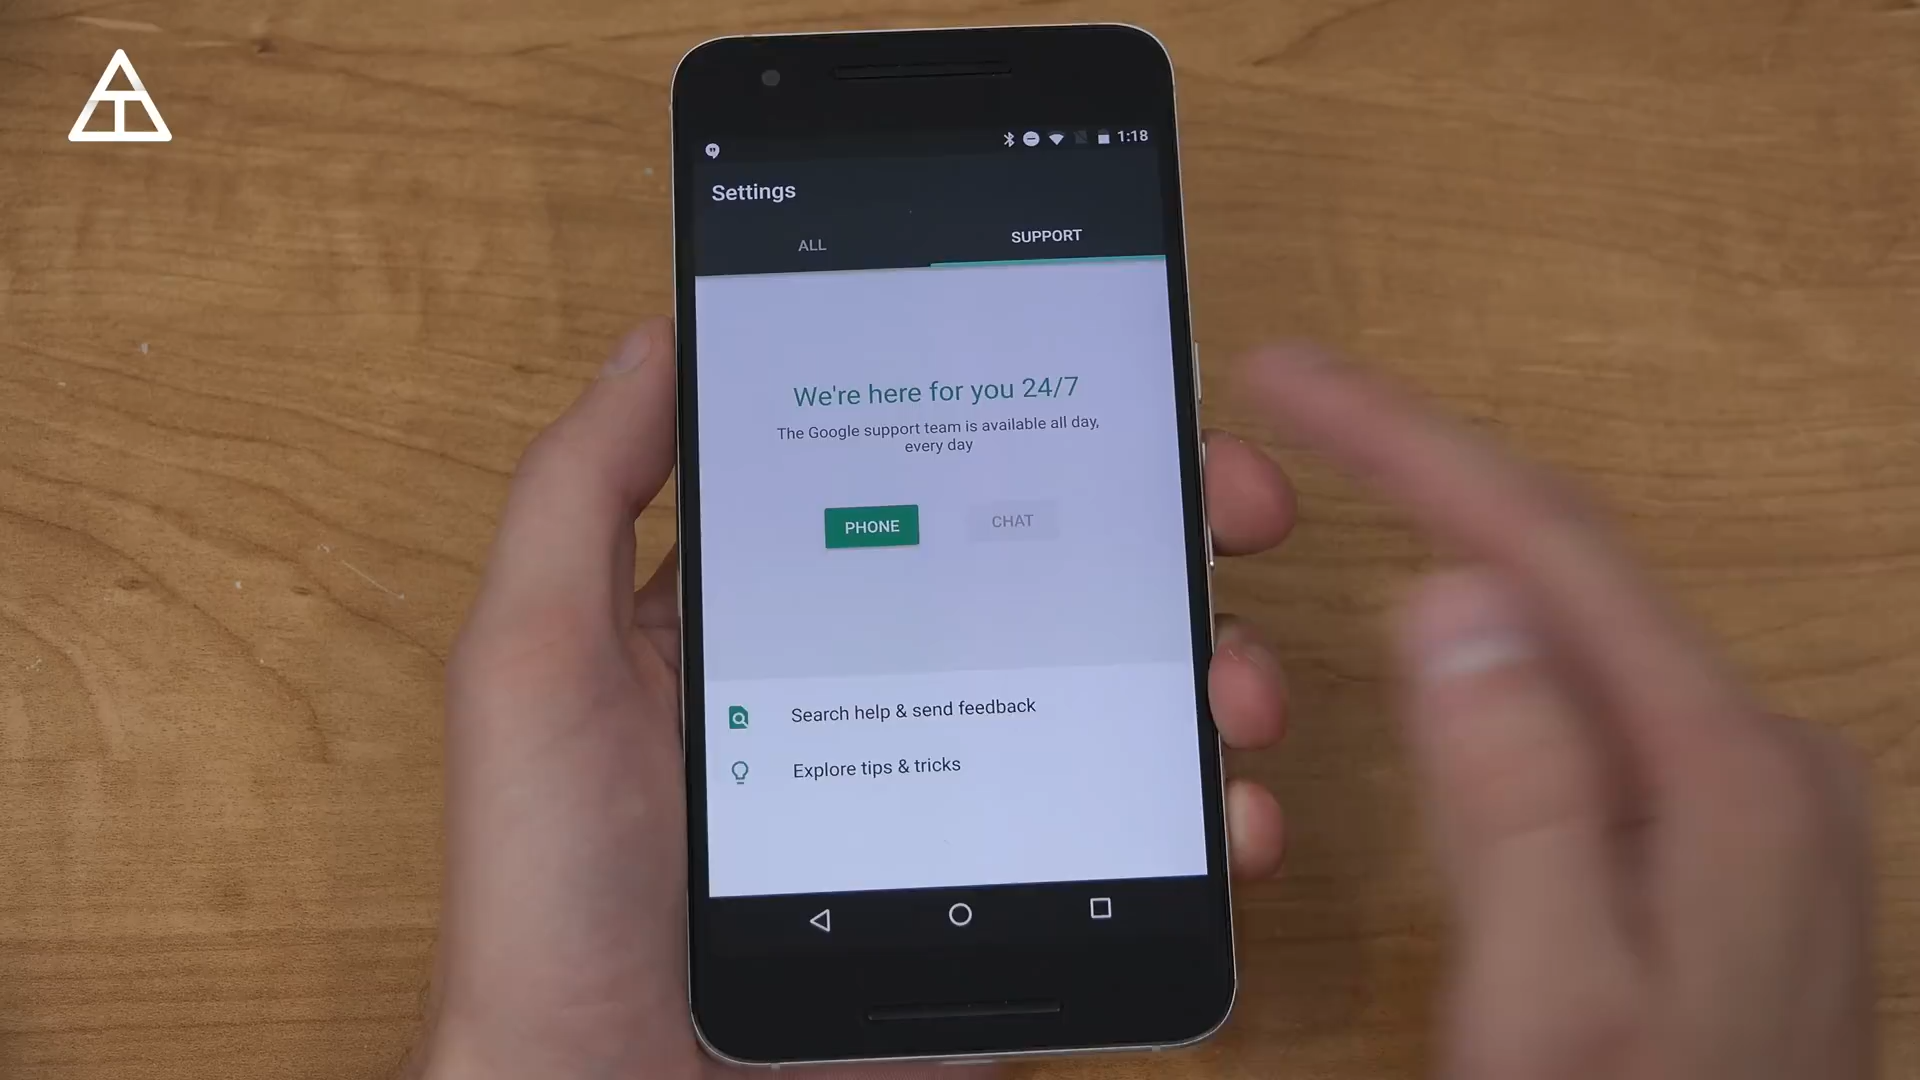 1:18
Settings
ALL
SUPPORT
We're here for you 24/7
The Google support team is available all day,
every day
PHONE
CHAT
Search help & send feedback
Explore tips & tricks